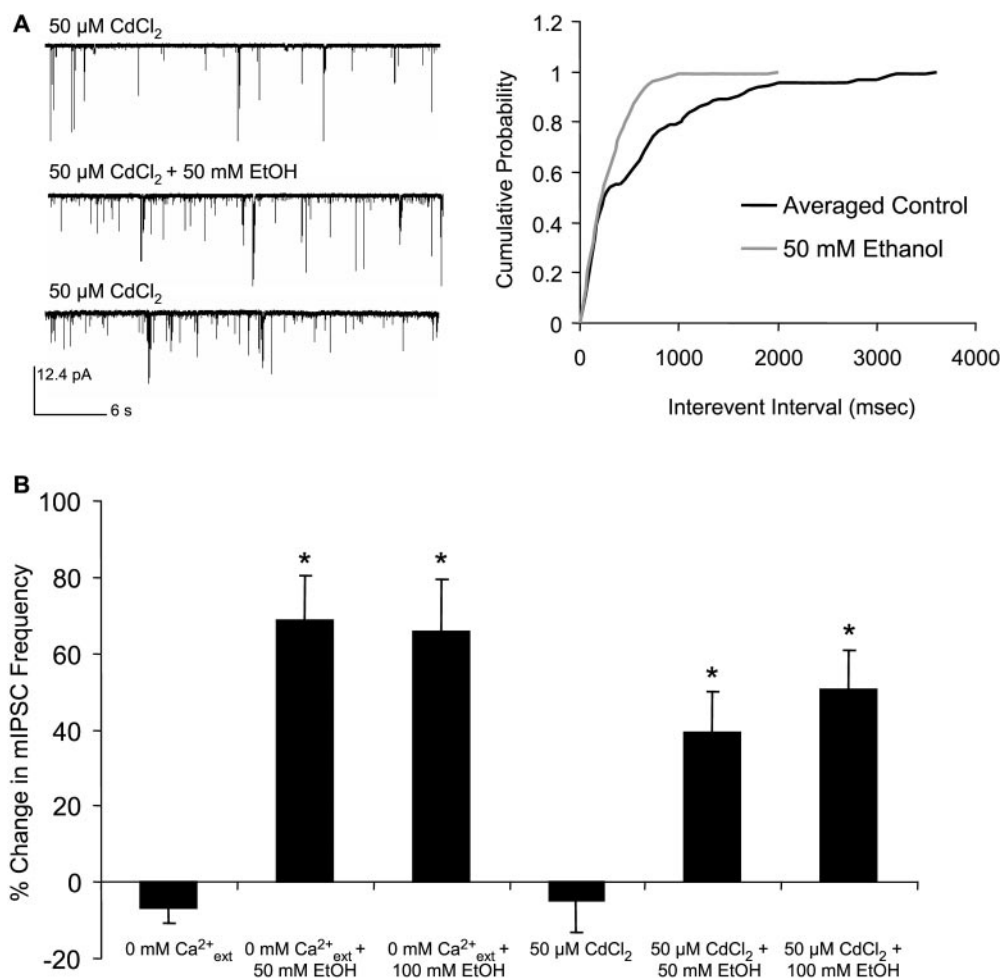 A
50 µM CdCl₂
50 µM CdCl₂ + 50 mM EtOH
50 µM CdCl₂
12.4 pA
6 s
Cumulative Probability
1.2
1
0.8
0.6
0.4
0.2
0
0 1000 2000 3000 4000
Interevent Interval (msec)
Averaged Control
50 mM Ethanol
B
% Change in mIPSC Frequency
100
80
60
40
20
0
-20
* * * *
0 mM Ca²⁺ext
0 mM Ca²⁺ext +
50 mM EtOH
0 mM Ca²⁺ext +
100 mM EtOH
50 µM CdCl₂
50 µM CdCl₂ +
50 mM EtOH
50 µM CdCl₂ +
100 mM EtOH